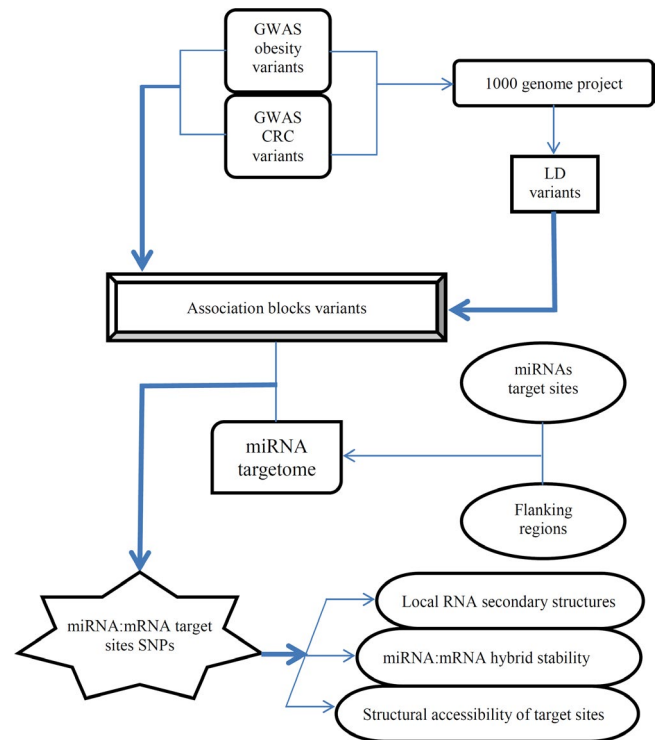 GWAS
obesity
variants
GWAS
CRC
variants
1000 genome project
LD
variants
Association blocks variants
miRNAs
target sites
miRNA
targetome
Flanking
regions
miRNA:mRNA target
sites SNPs
Local RNA secondary structures
miRNA:mRNA hybrid stability
Structural accessibility of target sites